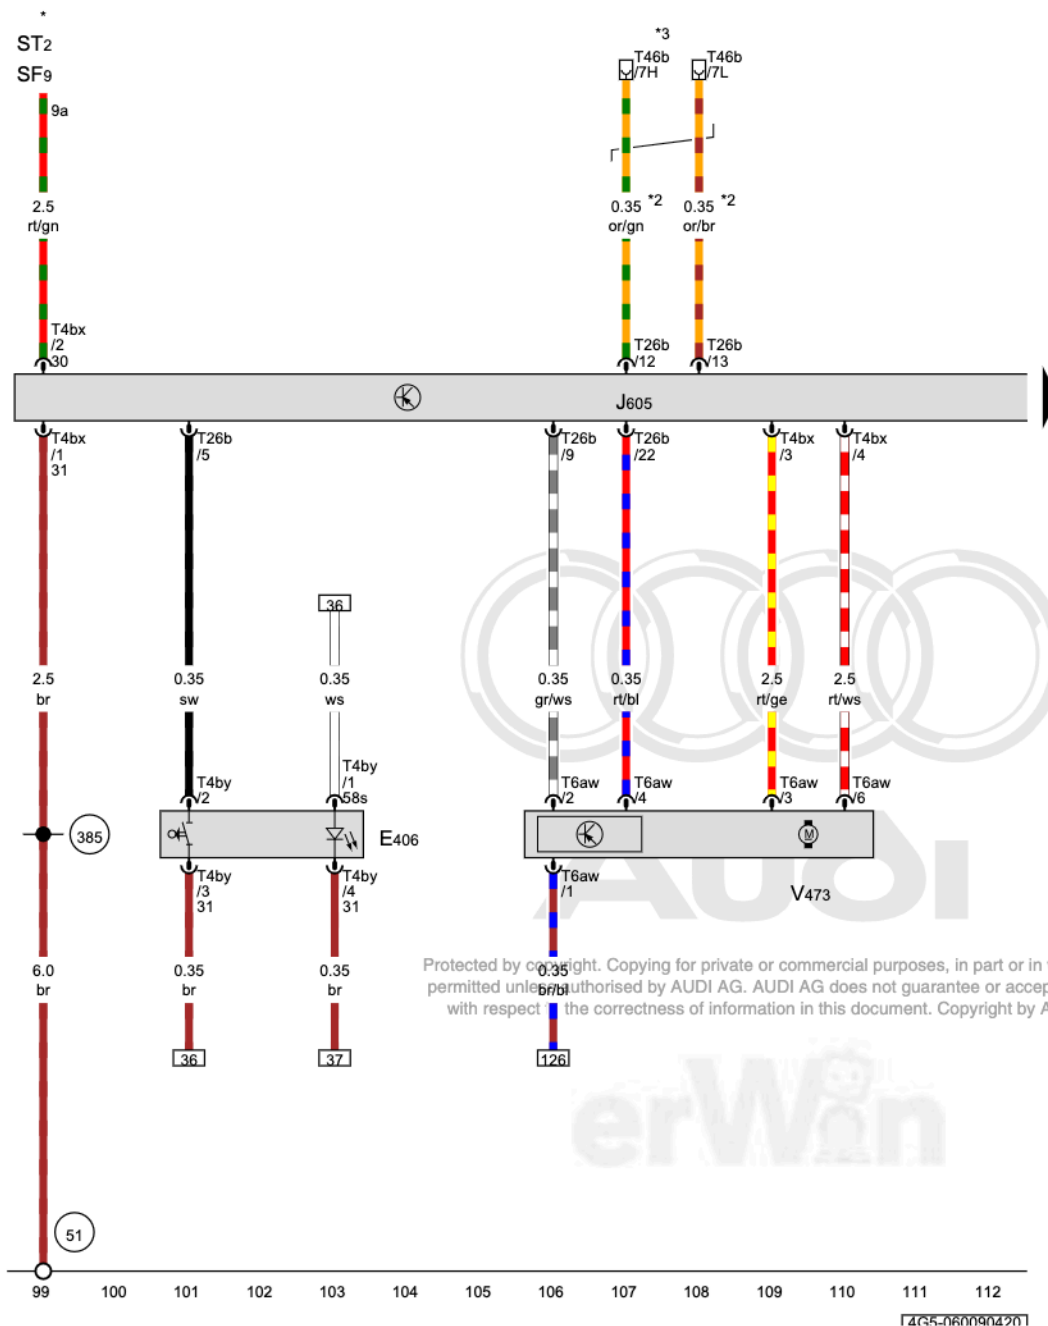 *
ST2
SF9
9a
*3
T46b
/7H
T46b
/7L
2.5
rt/gn
0.35 *2
or/gn
0.35 *2
or/br
T4bx
/2
30
T26b
/12
T26b
/13
J605
T4bx
/1
31
T26b
/5
T26b
/9
T26b
/22
T4bx
/3
T4bx
/4
36
2.5
br
0.35
sw
0.35
ws
0.35
gr/ws
0.35
rt/bl
2.5
rt/ge
2.5
rt/ws
T4by
/2
T4by
/1
58s
T6aw
/2
T6aw
/4
T6aw
/3
T6aw
/6
385
E406
M
T4by
/3
31
T4by
/4
31
T6aw
/1
V473
AUDI
6.0
br
0.35
br
0.35
br
0.35
br/bl
Protected by copyright. Copying for private or commercial purposes, in part or in
permitted unless authorised by AUDI AG. AUDI AG does not guarantee or accep
with respect the correctness of information in this document. Copyright by A
36
37
126
erWin
51
99 100 101 102 103 104 105 106 107 108 109 110 111 112
4G5-060090420